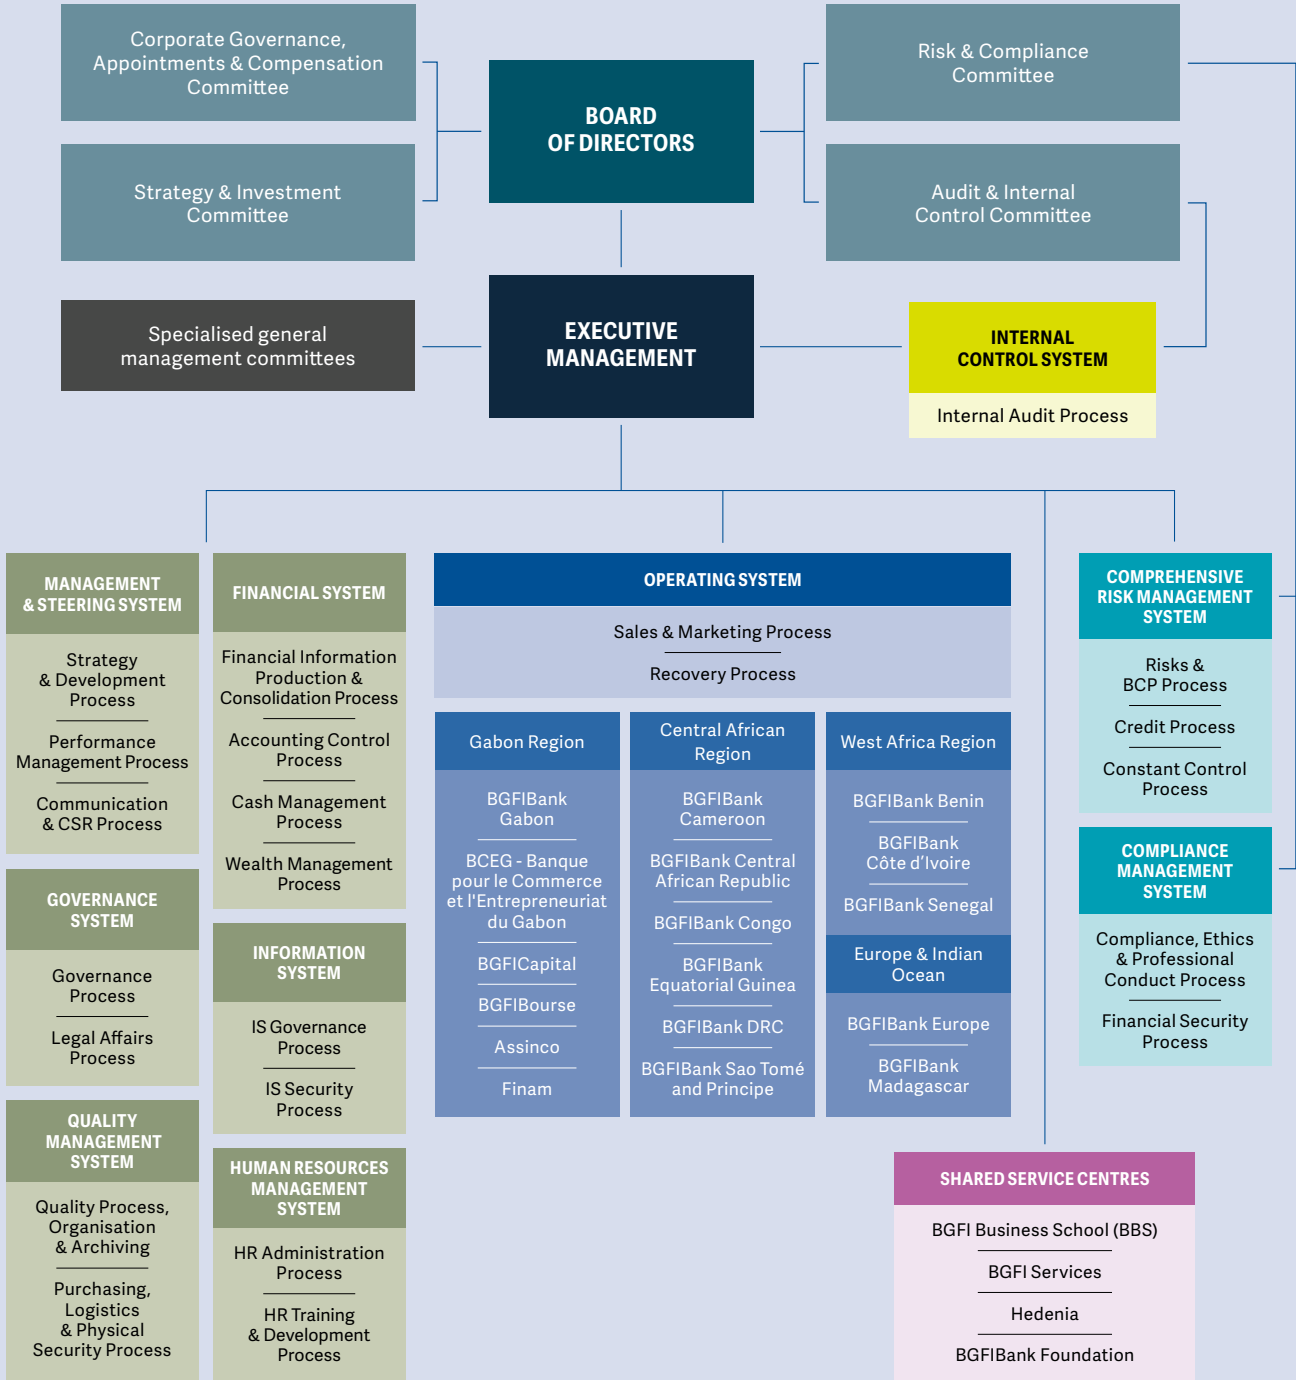 Corporate Governance,
Appointments & Compensation
Committee
Strategy & Investment
Committee
BOARD
OF DIRECTORS
Risk & Compliance
Committee
Audit & Internal
Control Committee
Specialised general
management committees
EXECUTIVE
MANAGEMENT
INTERNAL
CONTROL SYSTEM
Internal Audit Process
MANAGEMENT
& STEERING SYSTEM
Strategy
& Development
Process
Performance
Management Process
Communication
& CSR Process
GOVERNANCE
SYSTEM
Governance
Process
Legal Affairs
Process
QUALITY
MANAGEMENT
SYSTEM
Quality Process,
Organisation
& Archiving
Purchasing,
Logistics
& Physical
Security Process
FINANCIAL SYSTEM
Financial Information
Production &
Consolidation Process
Accounting Control
Process
Cash Management
Process
Wealth Management
Process
INFORMATION
SYSTEM
IS Governance
Process
IS Security
Process
HUMAN RESOURCES
MANAGEMENT
SYSTEM
HR Administration
Process
HR Training
& Development
Process
OPERATING SYSTEM
Sales & Marketing Process
Recovery Process
Gabon Region
BGFIBank
Gabon
BCEG - Banque
pour le Commerce
et l'Entrepreneuriat
du Gabon
BGFICapital
BGFIBourse
Assinco
Finam
Central African
Region
BGFIBank
Cameroon
BGFIBank Central
African Republic
BGFIBank Congo
BGFIBank
Equatorial Guinea
BGFIBank DRC
BGFIBank Sao Tomé
and Principe
West Africa Region
BGFIBank Benin
BGFIBank
Côte d’Ivoire
BGFIBank Senegal
Europe & Indian
Ocean
BGFIBank Europe
BGFIBank
Madagascar
COMPREHENSIVE
RISK MANAGEMENT
SYSTEM
Risks &
BCP Process
Credit Process
Constant Control
Process
COMPLIANCE
MANAGEMENT
SYSTEM
Compliance, Ethics
& Professional
Conduct Process
Financial Security
Process
SHARED SERVICE CENTRES
BGFI Business School (BBS)
BGFI Services
Hedenia
BGFIBank Foundation